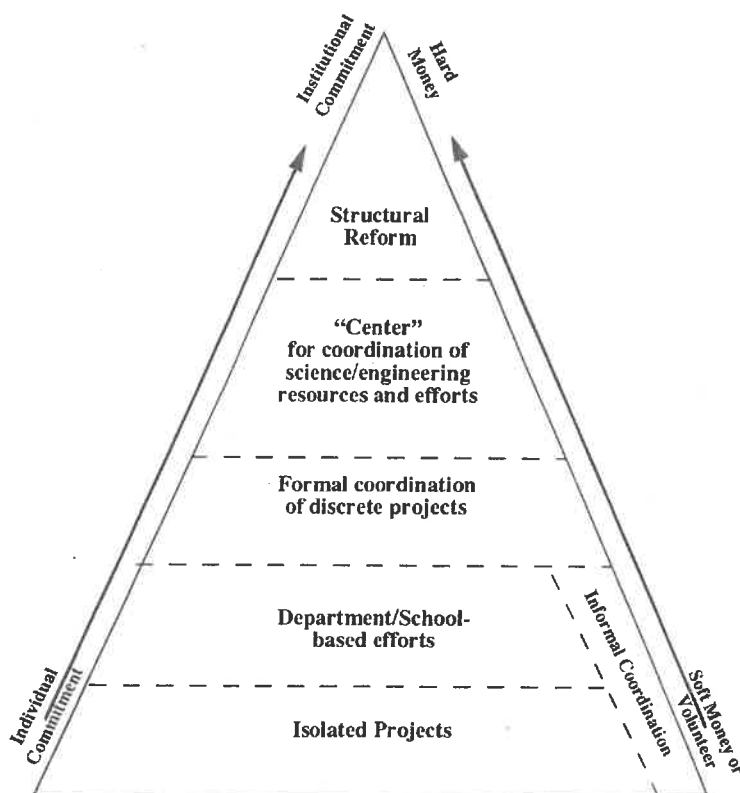 Institutional
Commitment
Hard
Money
Structural
Reform
“Center”
for coordination of
science/engineering
resources and efforts
Formal coordination
of discrete projects
Department/School-
based efforts
Informal Coordination
Isolated Projects
Individual
Commitment
Soft Money or
Volunteer